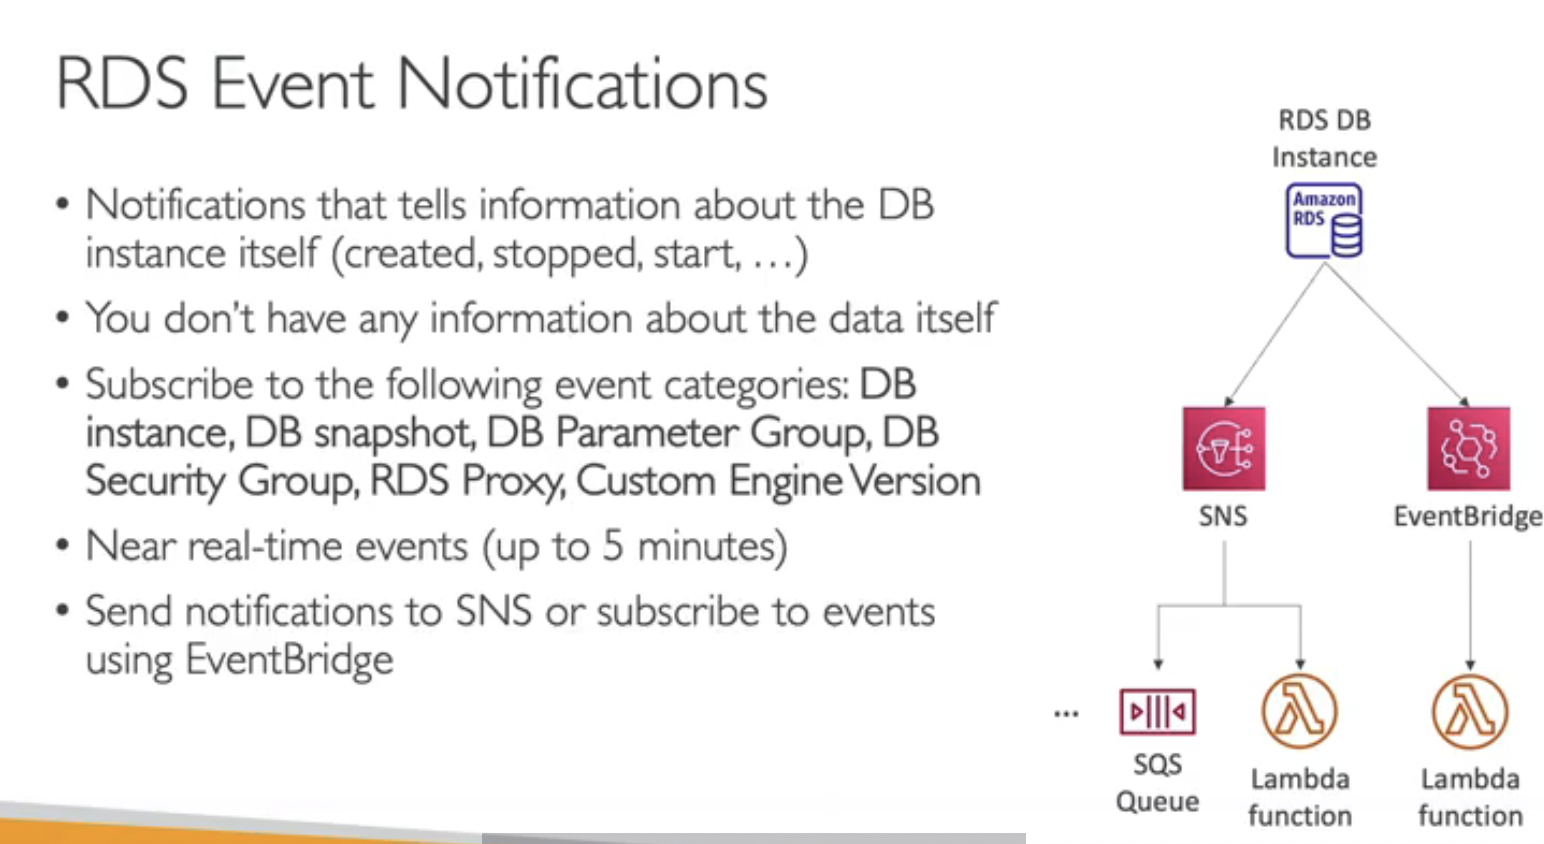 RDS Event Notifications
• Notifications that tells information about the DB
instance itself (created, stopped, start, …)
• You don't have any information about the data itself
• Subscribe to the following event categories: DB
instance, DB snapshot, DB Parameter Group, DB
Security Group, RDS Proxy, Custom Engine Version
• Near real-time events (up to 5 minutes)
• Send notifications to SNS or subscribe to events
using EventBridge
RDS DB
Instance
Amazon
RDS
SNS
EventBridge
...
SQS
Queue
Lambda
function
Lambda
function